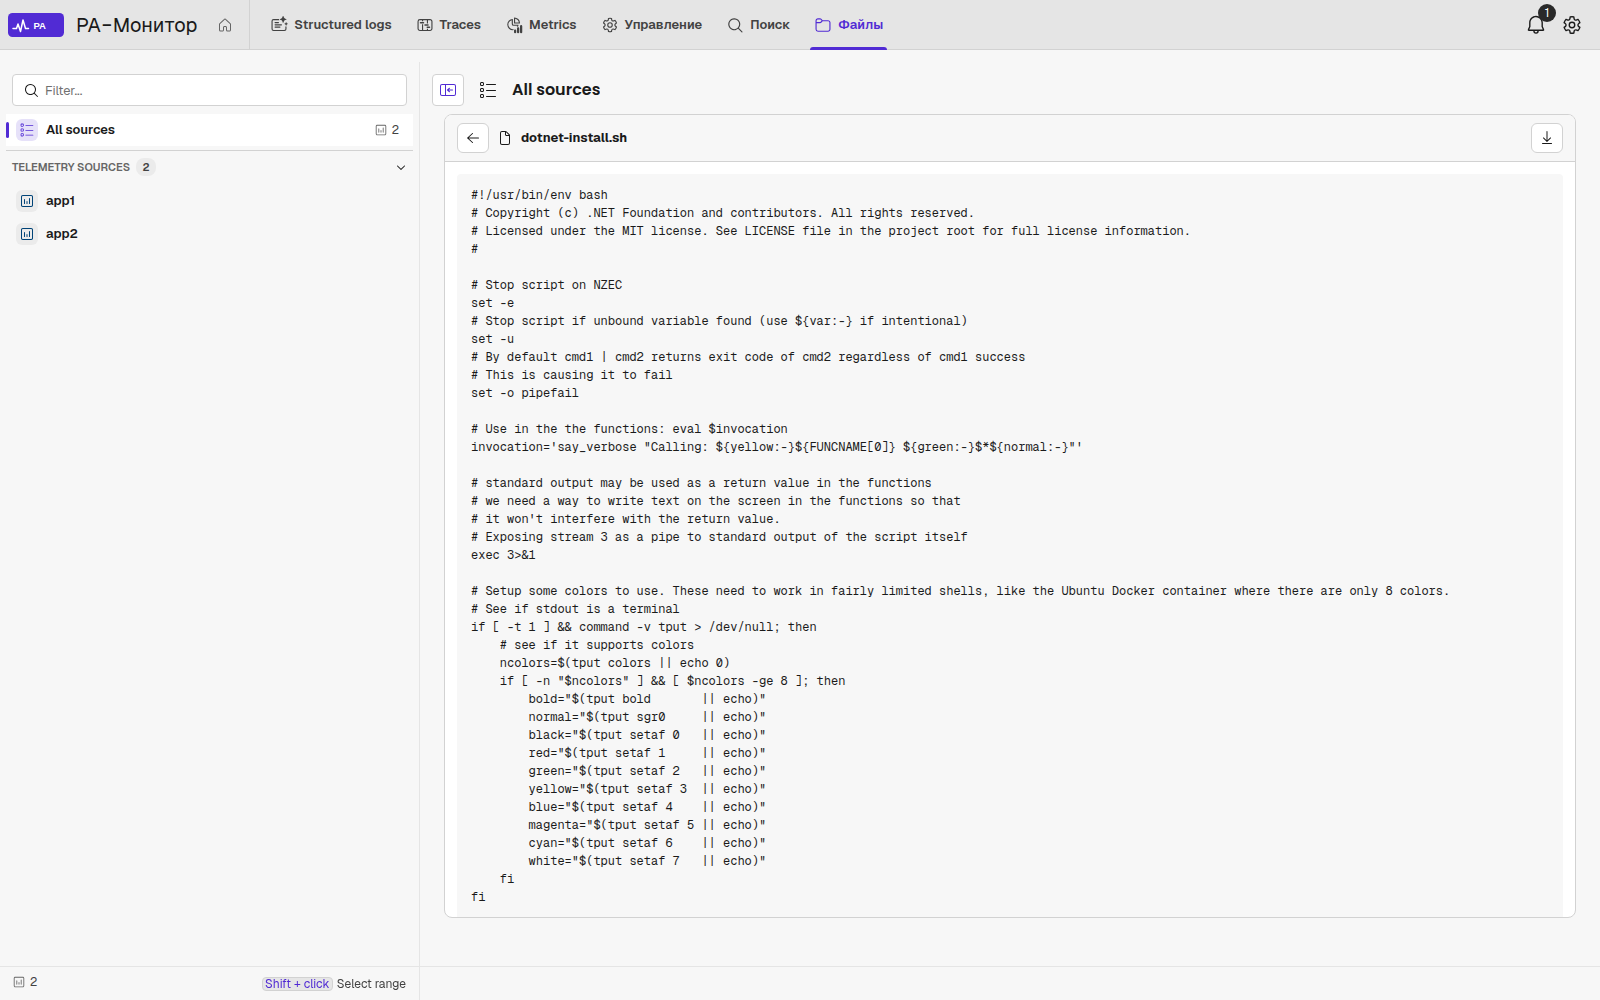 PA
РА-Монитор
Structured logs
Traces
Metrics
Управление
Поиск
Файлы
1
Filter...
All sources
2
TELEMETRY SOURCES 2
app1
app2
All sources
dotnet-install.sh
#!/usr/bin/env bash
# Copyright (c) .NET Foundation and contributors. All rights reserved.
# Licensed under the MIT license. See LICENSE file in the project root for full license information.
#
# Stop script on NZEC
set -e
# Stop script if unbound variable found (use ${var:-} if intentional)
set -u
# By default cmd1 | cmd2 returns exit code of cmd2 regardless of cmd1 success
# This is causing it to fail
set -o pipefail
# Use in the the functions: eval $invocation
invocation='say_verbose "Calling: ${yellow:-}${FUNCNAME[0]} ${green:-}$*${normal:-}"'
# standard output may be used as a return value in the functions
# we need a way to write text on the screen in the functions so that
# it won't interfere with the return value.
# Exposing stream 3 as a pipe to standard output of the script itself
exec 3>&1
# Setup some colors to use. These need to work in fairly limited shells, like the Ubuntu Docker container where there are only 8 colors.
# See if stdout is a terminal
if [ -t 1 ] && command -v tput > /dev/null; then
    # see if it supports colors
    ncolors=$(tput colors || echo 0)
    if [ -n "$ncolors" ] && [ $ncolors -ge 8 ]; then
        bold="$(tput bold       || echo)"
        normal="$(tput sgr0     || echo)"
        black="$(tput setaf 0   || echo)"
        red="$(tput setaf 1     || echo)"
        green="$(tput setaf 2   || echo)"
        yellow="$(tput setaf 3  || echo)"
        blue="$(tput setaf 4    || echo)"
        magenta="$(tput setaf 5 || echo)"
        cyan="$(tput setaf 6    || echo)"
        white="$(tput setaf 7   || echo)"
    fi
fi
2
Shift + click Select range